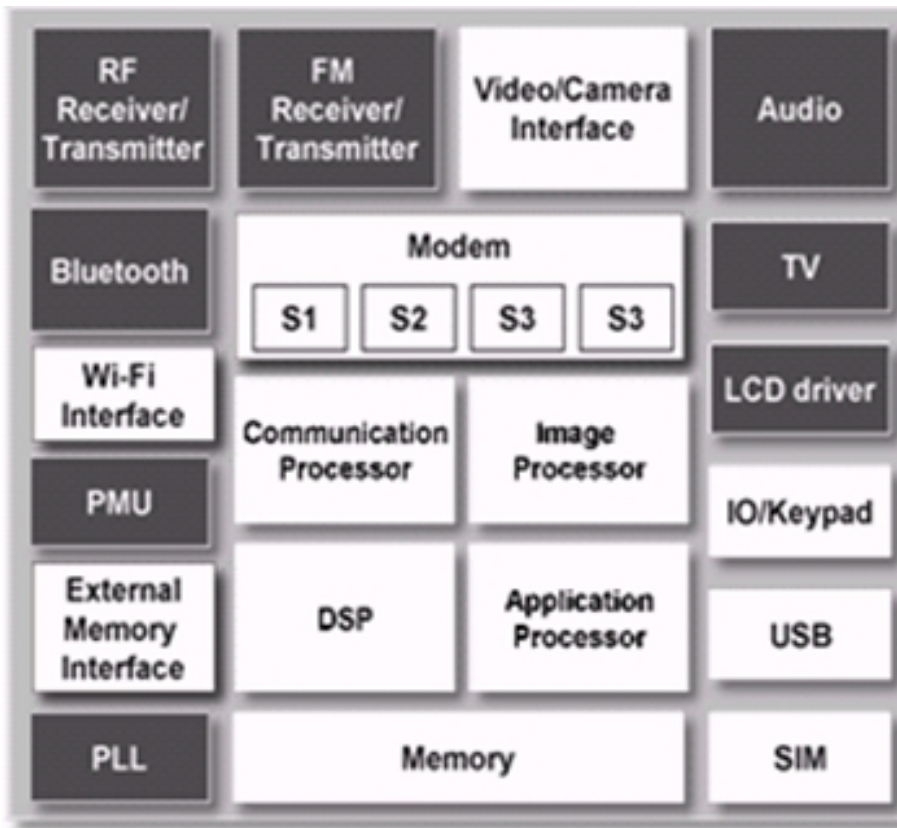 RF
Receiver/
Transmitter
FM
Receiver/
Transmitter
Video/Camera
Interface
Audio
Bluetooth
Modem
S1
S2
S3
S3
TV
Wi-Fi
Interface
LCD driver
Communication
Processor
Image
Processor
PMU
IO/Keypad
External
Memory
Interface
DSP
Application
Processor
USB
PLL
Memory
SIM